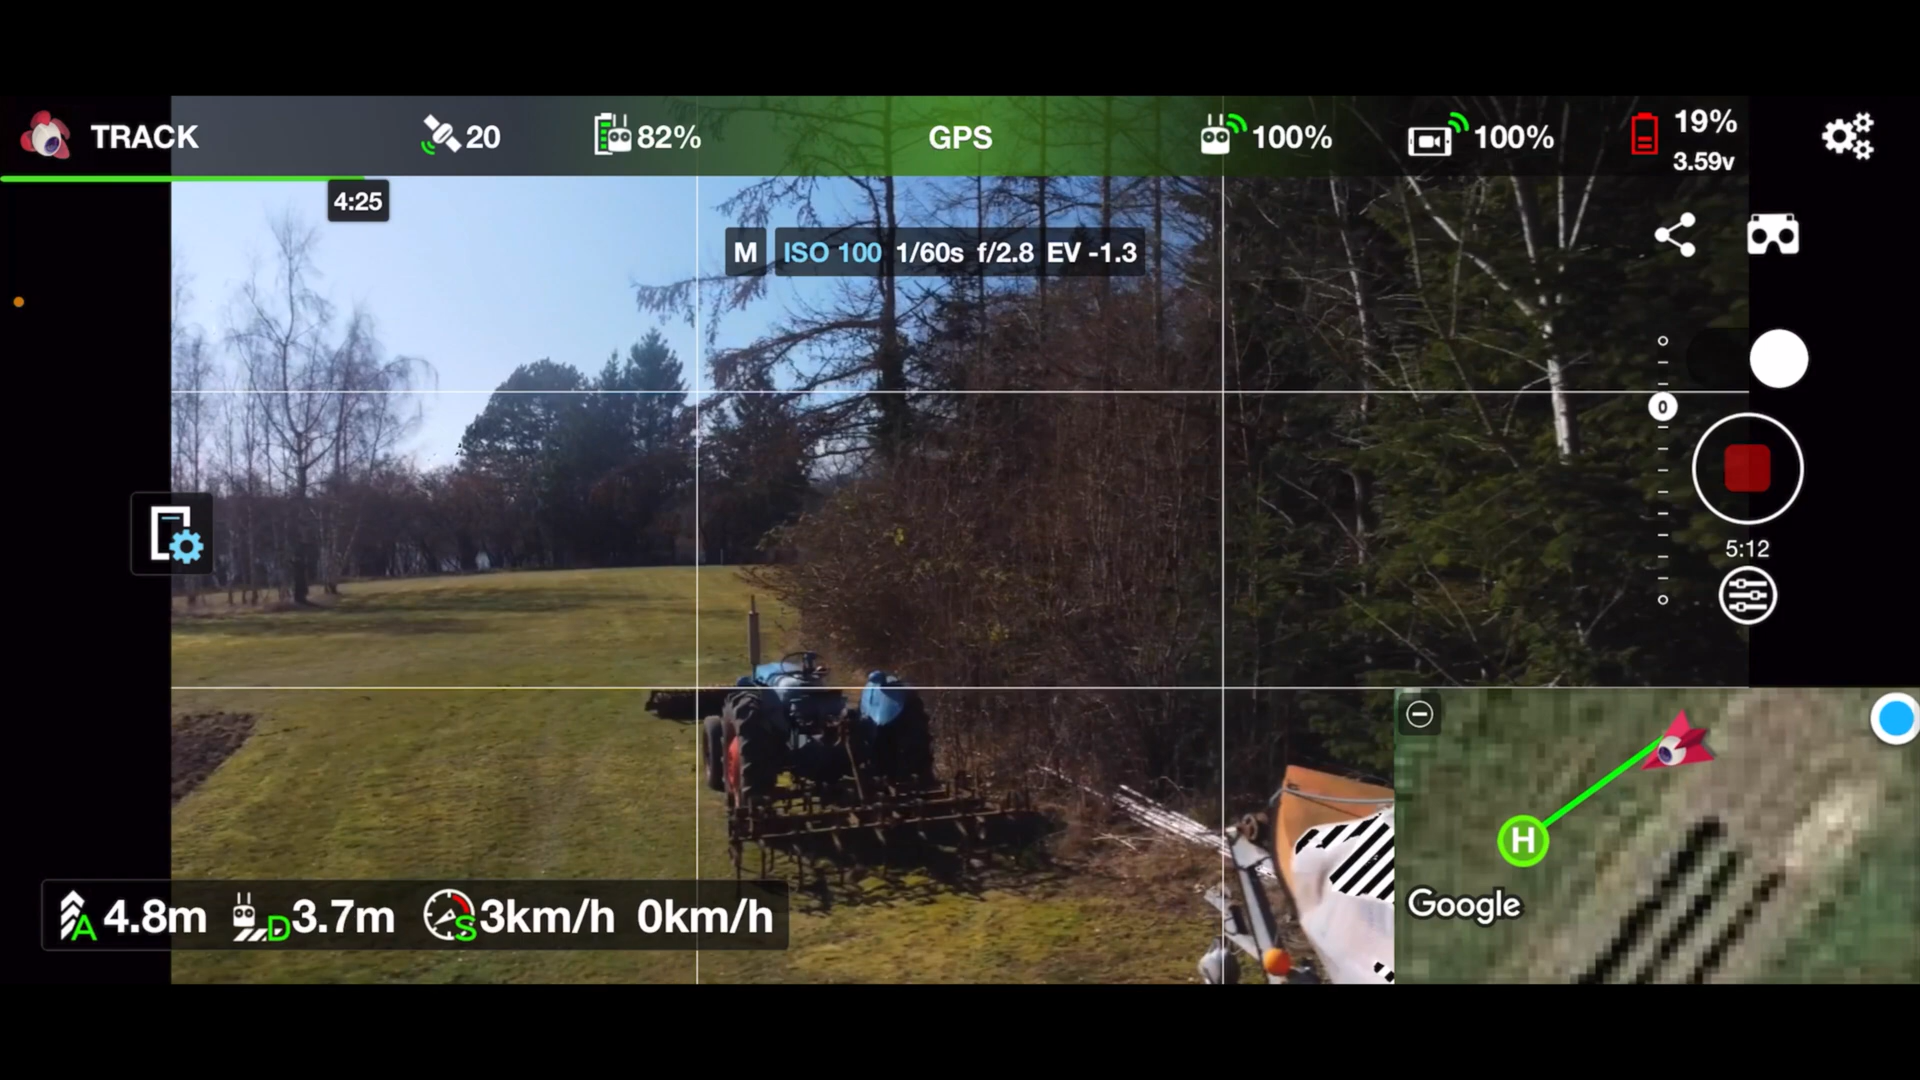 TRACK
20
82%
GPS
100%
100%
19%
3.59v
4:25
M ISO 100 1/60s f/2.8 EV -1.3
0
5:12
H
Google
A 4.8m D 3.7m S 3km/h 0km/h